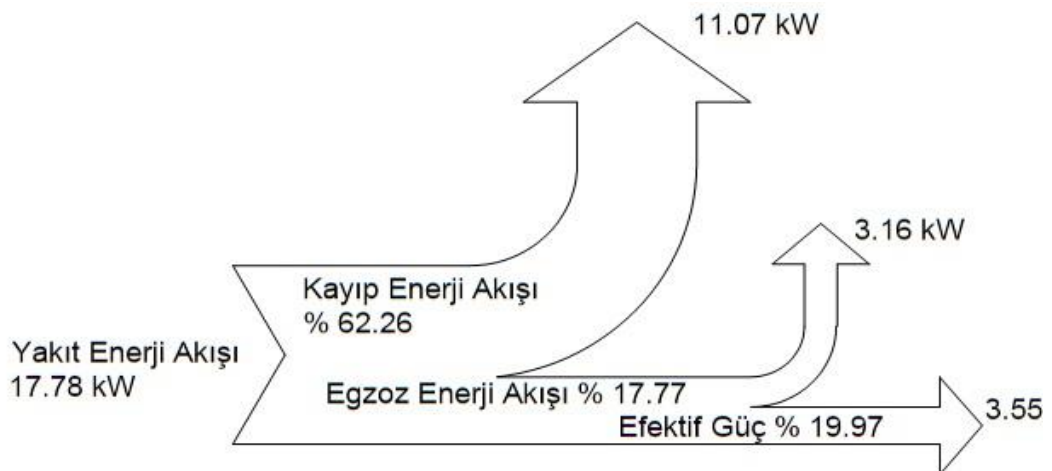 11.07 kW
3.16 kW
Kayıp Enerji Akışı
% 62.26
Yakıt Enerji Akışı
17.78 kW
Egzoz Enerji Akışı % 17.77
Efektif Güç % 19.97
3.55